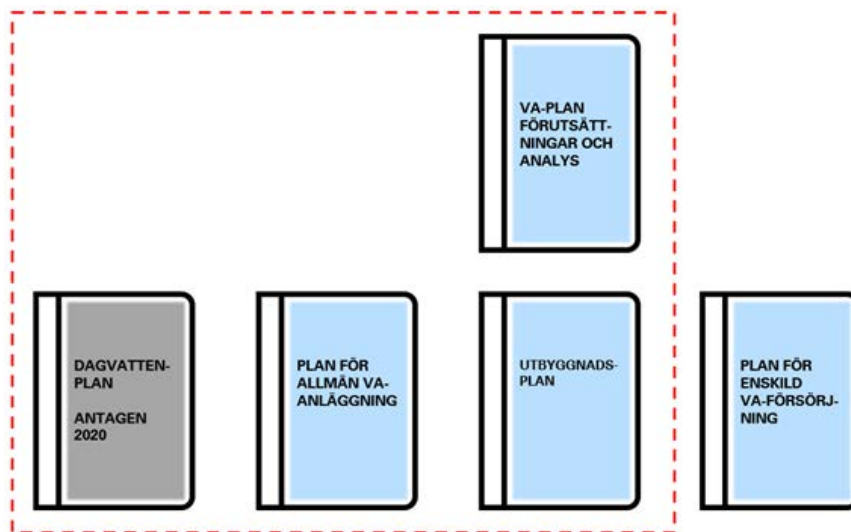 VA-PLAN
FÖRUTSÄTT-
NINGAR OCH
ANALYS
DAGVATTEN-
PLAN
ANTAGEN
2020
PLAN FÖR
ALLMÄN VA-
ANLÄGGNING
UTBYGGNADS-
PLAN
PLAN FÖR
ENSKILD
VA-FÖRSÖRJ-
NING